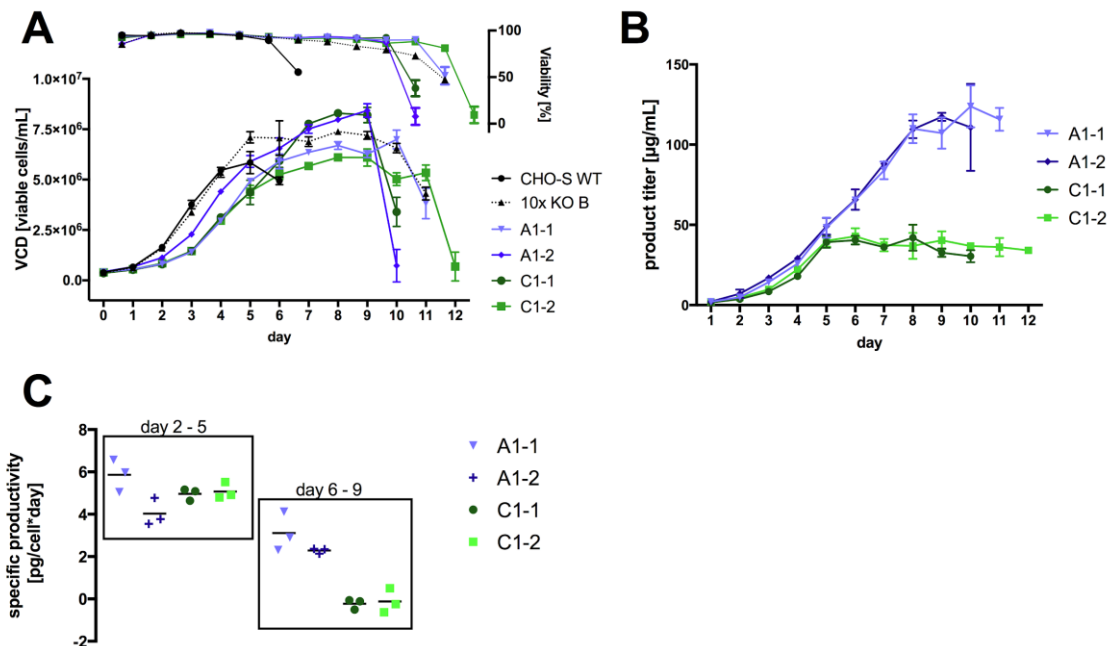 A
100
50
0
Viability [%]
1.0×10⁷
7.5×10⁶
5.0×10⁶
2.5×10⁶
0.0
VCD [viable cells/mL]
0 1 2 3 4 5 6 7 8 9 10 11 12
day
CHO-S WT
10x KO B
A1-1
A1-2
C1-1
C1-2
B
150
100
50
0
product titer [µg/mL]
1 2 3 4 5 6 7 8 9 10 11 12
day
A1-1
A1-2
C1-1
C1-2
C
8
6
4
2
0
-2
specific productivity
[pg/cell*day]
day 2 - 5
day 6 - 9
A1-1
A1-2
C1-1
C1-2